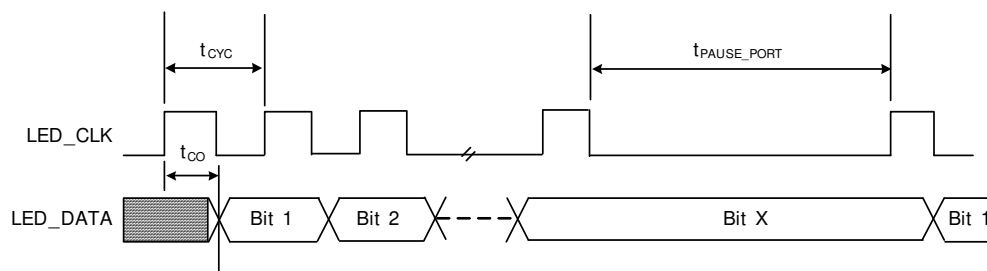 tCYC
tPAUSE_PORT
LED_CLK
tCO
LED_DATA
Bit 1
Bit 2
Bit X
Bit 1